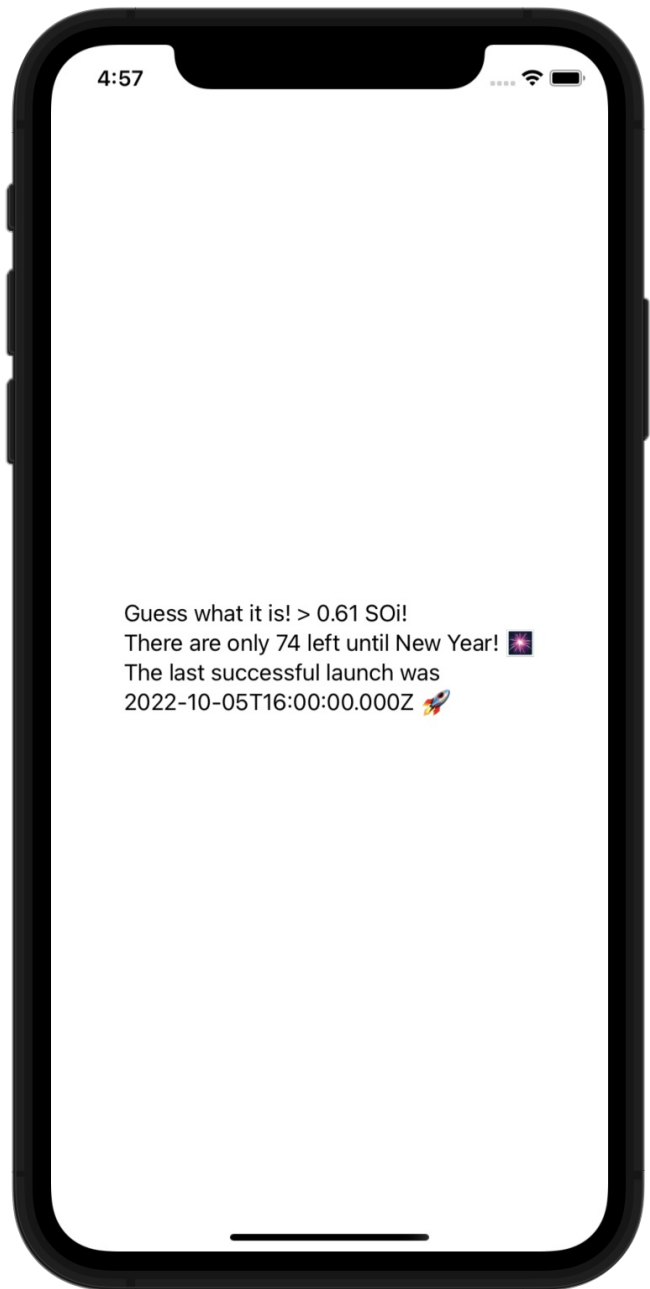 4:57
Guess what it is! > 0.61 SOi!
There are only 74 left until New Year! 🎆
The last successful launch was
2022-10-05T16:00:00.000Z 🚀